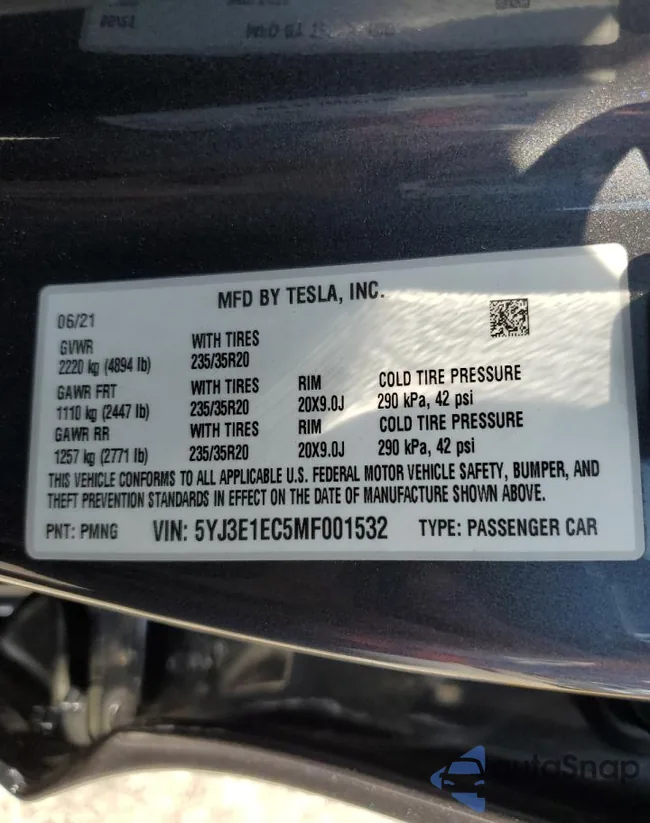 MFD BY TESLA, INC.
06/21
GVWR WITH TIRES
2220 kg (4894 lb) 235/35R20
GAWR FRT WITH TIRES RIM COLD TIRE PRESSURE
1110 kg (2447 lb) 235/35R20 20X9.0J 290 kPa, 42 psi
GAWR RR WITH TIRES RIM COLD TIRE PRESSURE
1257 kg (2771 lb) 235/35R20 20X9.0J 290 kPa, 42 psi
THIS VEHICLE CONFORMS TO ALL APPLICABLE U.S. FEDERAL MOTOR VEHICLE SAFETY, BUMPER, AND
THEFT PREVENTION STANDARDS IN EFFECT ON THE DATE OF MANUFACTURE SHOWN ABOVE.
PNT: PMNG VIN: 5YJ3E1EC5MF001532 TYPE: PASSENGER CAR
AutoSnap